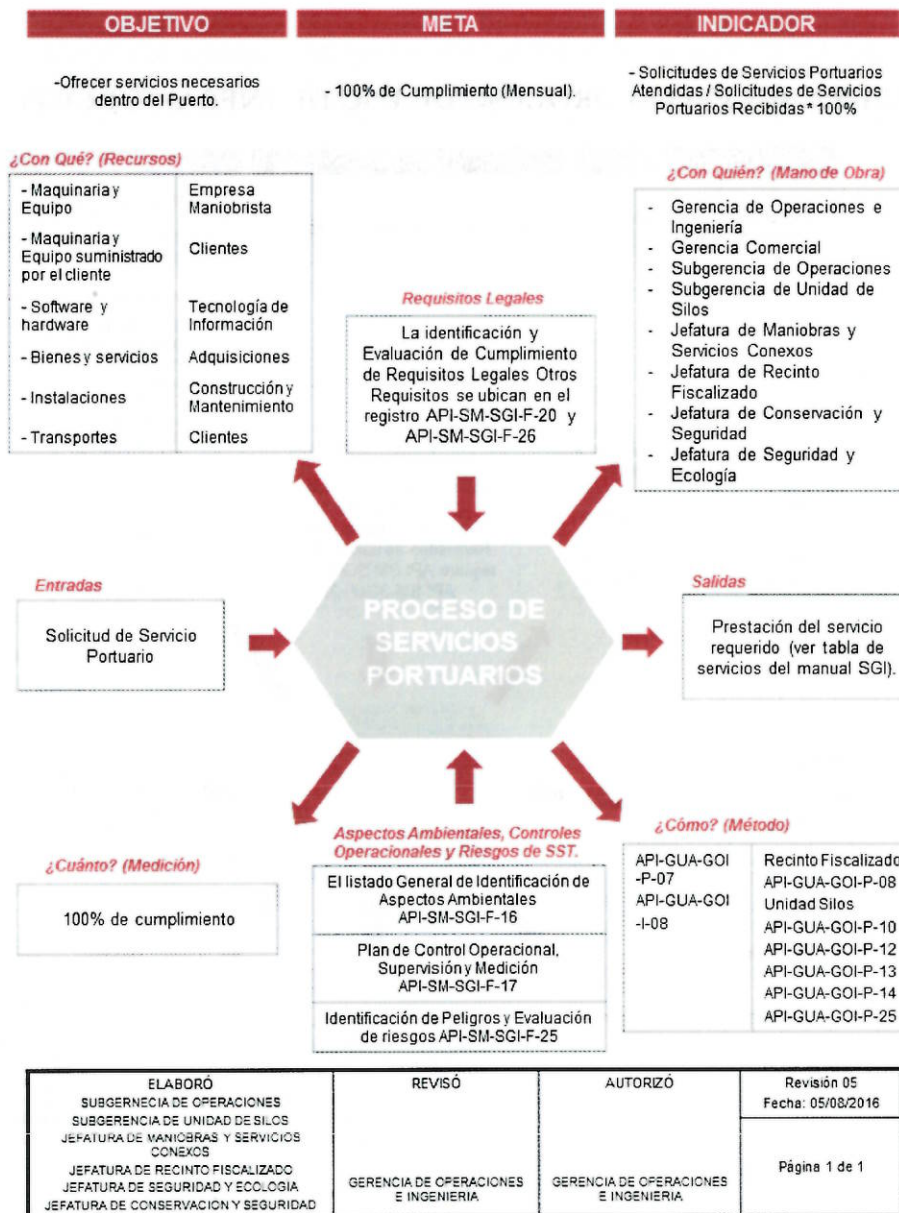 OBJETIVO
META
INDICADOR
-Ofrecer servicios necesarios
dentro del Puerto.
- 100% de Cumplimiento (Mensual).
- Solicitudes de Servicios Portuarios
Atendidas / Solicitudes de Servicios
Portuarios Recibidas * 100%
¿Con Qué? (Recursos)
- Maquinaria y
Equipo
Empresa
Maniobrista
- Maquinaria y
Equipo suministrado
por el cliente
Clientes
- Software y
hardware
Tecnología de
Información
- Bienes y servicios
Adquisiciones
- Instalaciones
Construcción y
Mantenimiento
- Transportes
Clientes
Requisitos Legales
La identificación y
Evaluación de Cumplimiento
de Requisitos Legales Otros
Requisitos se ubican en el
registro API-SM-SGI-F-20 y
API-SM-SGI-F-26
¿Con Quién? (Mano de Obra)
- Gerencia de Operaciones e
Ingeniería
- Gerencia Comercial
- Subgerencia de Operaciones
- Subgerencia de Unidad de
Silos
- Jefatura de Maniobras y
Servicios Conexos
- Jefatura de Recinto
Fiscalizado
- Jefatura de Conservación y
Seguridad
- Jefatura de Seguridad y
Ecología
Entradas
Solicitud de Servicio
Portuario
PROCESO DE
SERVICIOS
PORTUARIOS
Salidas
Prestación del servicio
requerido (ver tabla de
servicios del manual SGI).
¿Cuánto? (Medición)
100% de cumplimiento
Aspectos Ambientales, Controles
Operacionales y Riesgos de SST.
El listado General de Identificación de
Aspectos Ambientales
API-SM-SGI-F-16
Plan de Control Operacional,
Supervisión y Medición
API-SM-SGI-F-17
Identificación de Peligros y Evaluación
de riesgos API-SM-SGI-F-25
¿Cómo? (Método)
API-GUA-GOI
-P-07
API-GUA-GOI
-I-08
Recinto Fiscalizado
API-GUA-GOI-P-08
Unidad Silos
API-GUA-GOI-P-10
API-GUA-GOI-P-12
API-GUA-GOI-P-13
API-GUA-GOI-P-14
API-GUA-GOI-P-25
ELABORÓ
SUBGERNECIA DE OPERACIONES
SUBGERENCIA DE UNIDAD DE SILOS
JEFATURA DE MANIOBRAS Y SERVICIOS
CONEXOS
JEFATURA DE RECINTO FISCALIZADO
JEFATURA DE SEGURIDAD Y ECOLOGIA
JEFATURA DE CONSERVACION Y SEGURIDAD
REVISÓ
GERENCIA DE OPERACIONES
E INGENIERIA
AUTORIZÓ
GERENCIA DE OPERACIONES
E INGENIERIA
Revisión 05
Fecha: 05/08/2016
Página 1 de 1